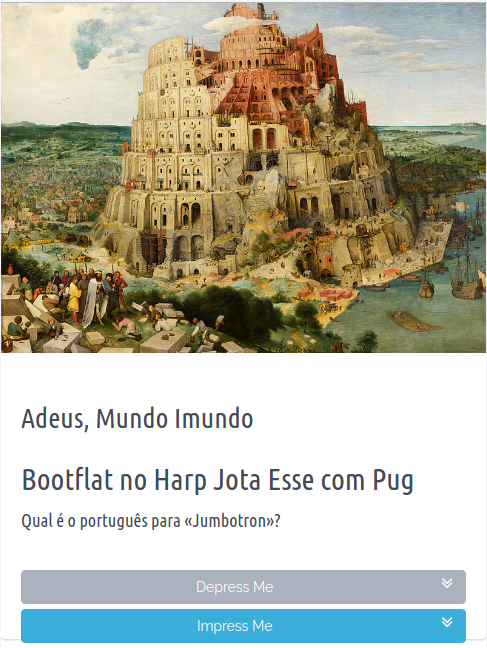 Adeus, Mundo Imundo
Bootflat no Harp Jota Esse com Pug
Qual é o português para «Jumbotron»?
Depress Me
Impress Me